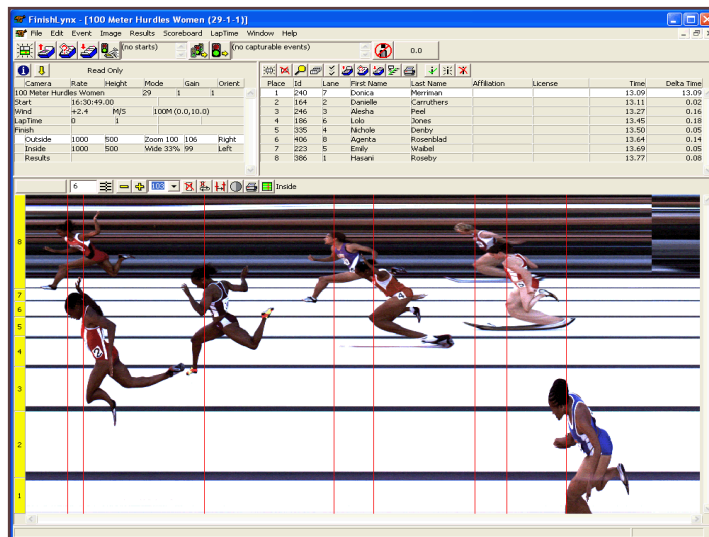 FinishLynx - [100 Meter Hurdles Women (29-1-1)]
File Edit Event Image Results Scoreboard LapTime Window Help
(no starts) (no capturable events) 0.0
Read Only
Camera Rate Height Mode Gain Orient
100 Meter Hurdles Women 29 1 1
Start 16:30:49.00
Wind +2.4 M/S 100M (0.0,10.0)
LapTime 0 1
Finish
Outside 1000 500 Zoom 100 106 Right
Inside 1000 500 Wide 33% 99 Left
Results
Place Id Lane First Name Last Name Affiliation License Time Delta Time
1 240 7 Donica Merriman 13.09 13.09
2 164 2 Danielle Carruthers 13.11 0.02
3 246 3 Alesha Peel 13.27 0.16
4 186 6 Lolo Jones 13.45 0.18
5 335 4 Nichole Denby 13.50 0.05
6 406 8 Agenta Rosenblad 13.64 0.14
7 223 5 Emily Waibel 13.69 0.05
8 386 1 Hasani Roseby 13.77 0.08
6 103 Inside
8
7
6
5
4
3
2
1